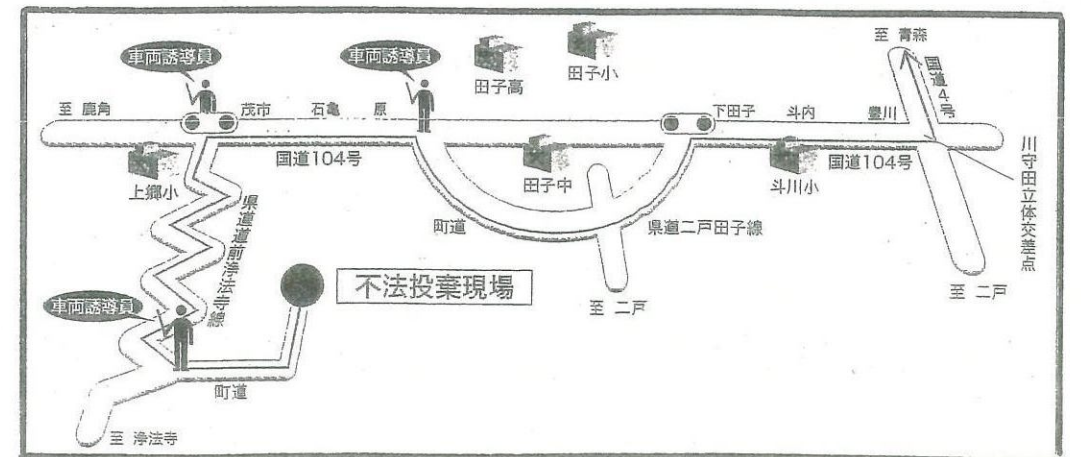 至 青森
国道4号
車両誘導員
車両誘導員
田子高
田子小
至 鹿角
茂市
石亀
原
下田子
斗内
豊川
川守田立体交差点
上郷小
国道104号
田子中
斗川小
国道104号
県道道前浄法寺線
町道
県道二戸田子線
不法投棄現場
至 二戸
至 二戸
車両誘導員
町道
至 浄法寺